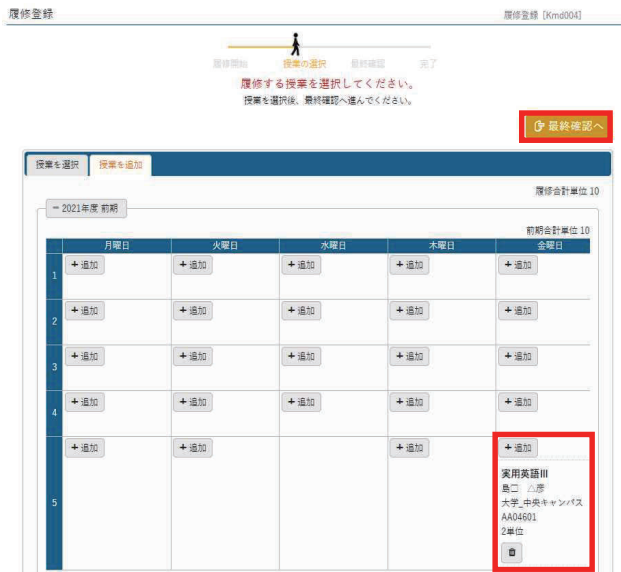 履修登録
履修登録 [Kmd004]
履修開始 授業の選択 最終確認 完了
履修する授業を選択してください。
授業を選択後、最終確認へ進んでください。
最終確認へ
授業を選択 授業を追加
履修合計単位 10
2021年度 前期
前期合計単位 10
月曜日 火曜日 水曜日 木曜日 金曜日
1 +追加 +追加 +追加 +追加 +追加
2 +追加 +追加 +追加 +追加 +追加
3 +追加 +追加 +追加 +追加 +追加
4 +追加 +追加 +追加 +追加 +追加
5 +追加 +追加 +追加 +追加
実用英語III
島□ △彦
大学_中央キャンパス
AA04601
2単位